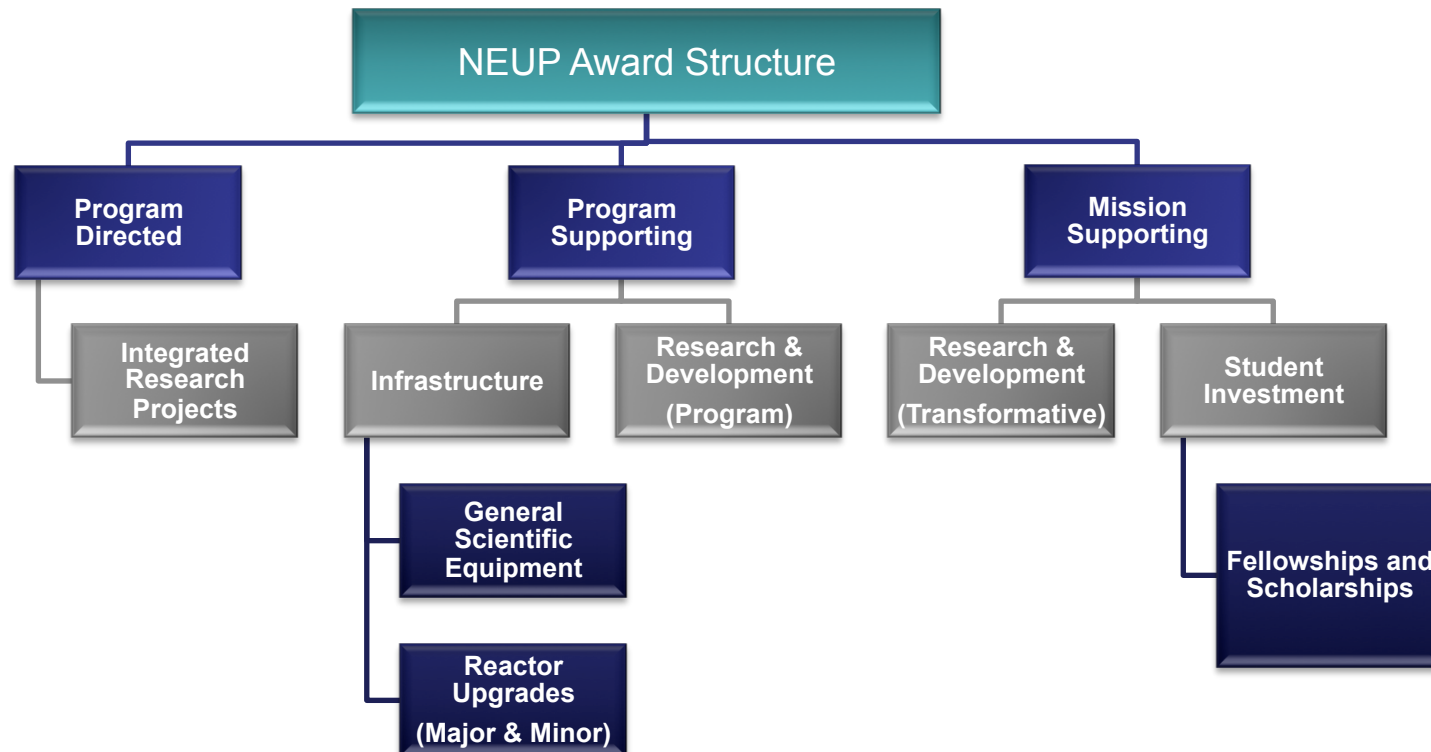 NEUP Award Structure
Program
Directed
Program
Supporting
Mission
Supporting
Integrated
Research
Projects
Infrastructure
Research &
Development
(Program)
Research &
Development
(Transformative)
Student
Investment
General
Scientific
Equipment
Fellowships and
Scholarships
Reactor
Upgrades
(Major & Minor)